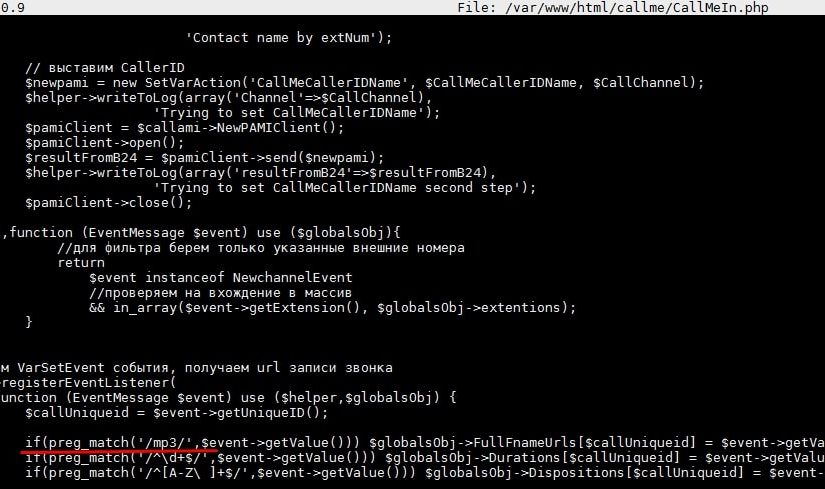 0.9 File: /var/www/html/callme/CallMeIn.php
'Contact name by extNum');
// выставим CallerID
$newpami = new SetVarAction('CallMeCallerIDName', $CallMeCallerIDName, $CallChannel);
$helper->writeToLog(array('Channel'=>$CallChannel),
'Trying to set CallMeCallerIDName');
$pamiClient = $callami->NewPAMIClient();
$pamiClient->open();
$resultFromB24 = $pamiClient->send($newpami);
$helper->writeToLog(array('resultFromB24'=>$resultFromB24),
'Trying to set CallMeCallerIDName second step');
$pamiClient->close();
,function (EventMessage $event) use ($globalsObj){
//для фильтра берем только указанные внешние номера
return
$event instanceof NewchannelEvent
//проверяем на вхождение в массив
&& in_array($event->getExtension(), $globalsObj->extentions);
}
м VarSetEvent события, получаем url записи звонка
registerEventListener(
unction (EventMessage $event) use ($helper,$globalsObj) {
$callUniqueid = $event->getUniqueID();
if(preg_match('/mp3/',$event->getValue())) $globalsObj->FullFnameUrls[$callUniqueid] = $event->getVa
if(preg_match('/^\d+$/',$event->getValue())) $globalsObj->Durations[$callUniqueid] = $event->getValu
if(preg_match('/^[A-Z\ ]+$/',$event->getValue())) $globalsObj->Dispositions[$callUniqueid] = $event-